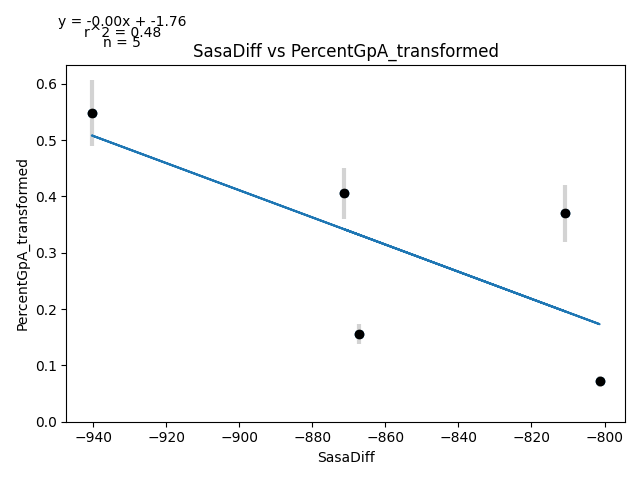 y = -0.00x + -1.76
r^2 = 0.48
n = 5
SasaDiff vs PercentGpA_transformed
PercentGpA_transformed
0.6
0.5
0.4
0.3
0.2
0.1
0.0
−940 −920 −900 −880 −860 −840 −820 −800
SasaDiff